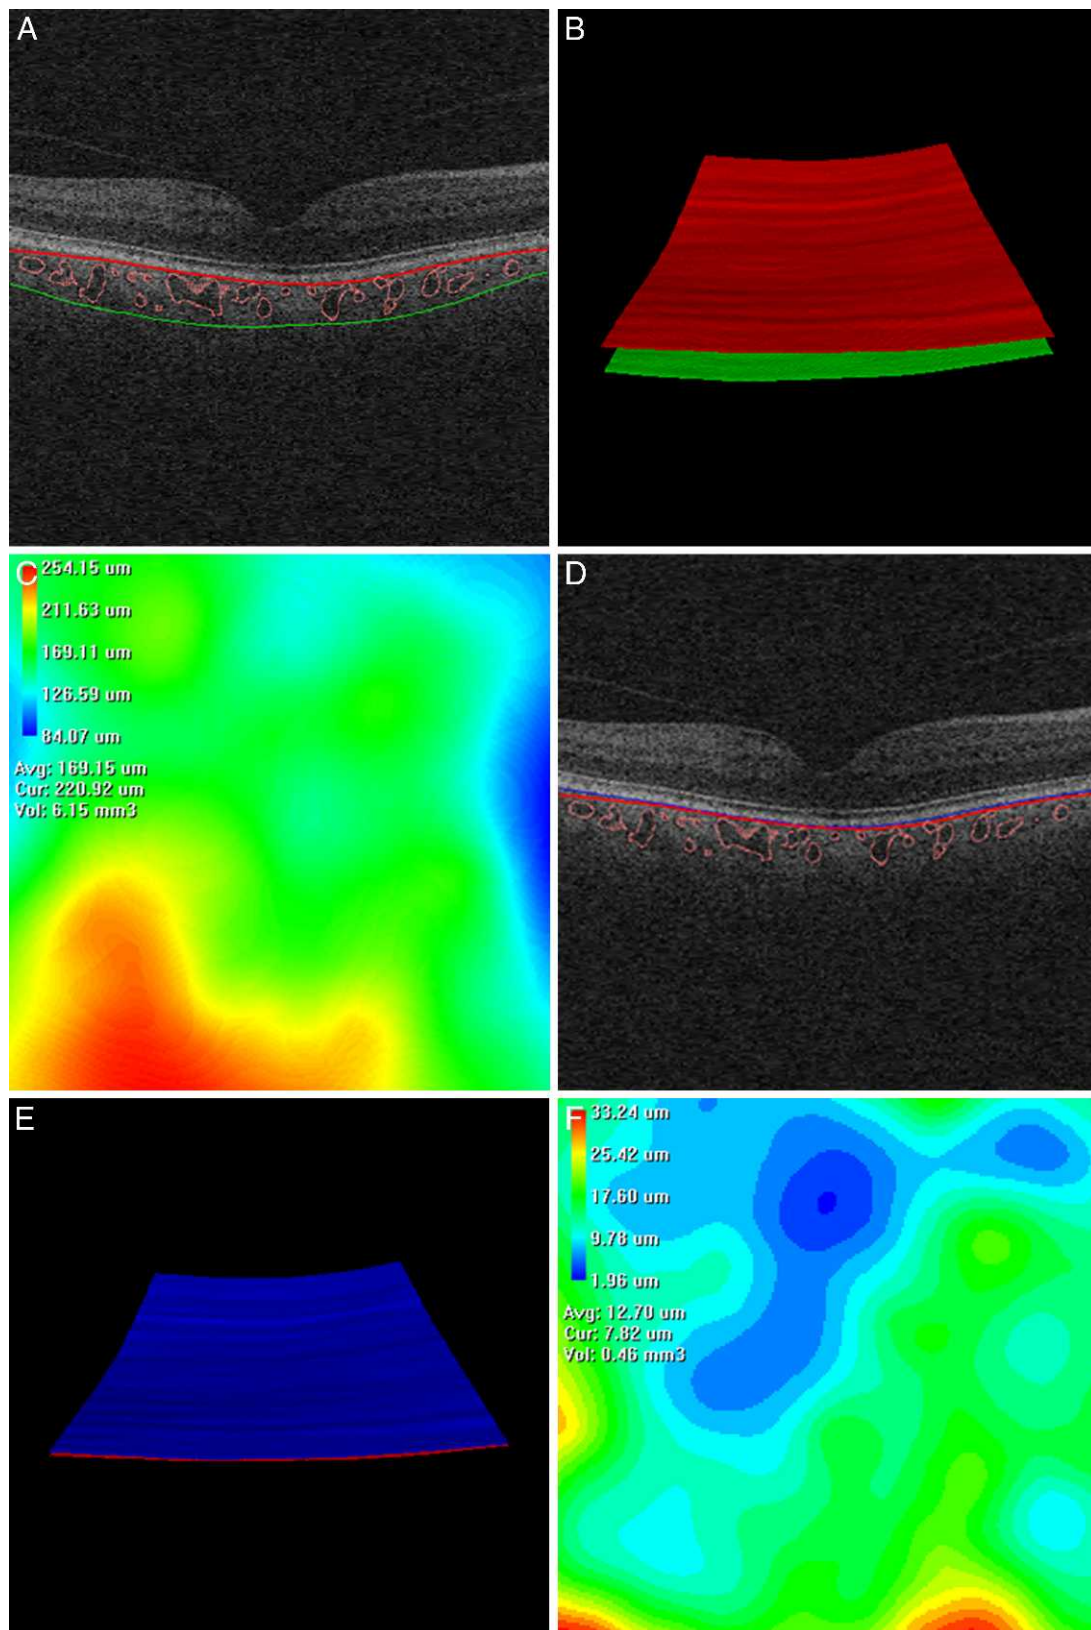 A
B
C
254.15 um
211.63 um
169.11 um
126.59 um
84.07 um
Avg: 169.15 um
Cur: 220.92 um
Vol: 6.15 mm3
D
E
F
33.24 um
25.42 um
17.60 um
9.78 um
1.96 um
Avg: 12.70 um
Cur: 7.82 um
Vol: 0.46 mm3